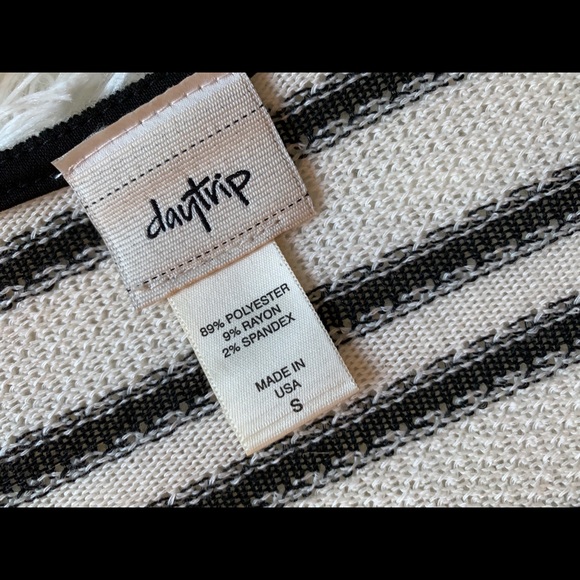 daytrip
89% POLYESTER
9% RAYON
2% SPANDEX
MADE IN
USA
S